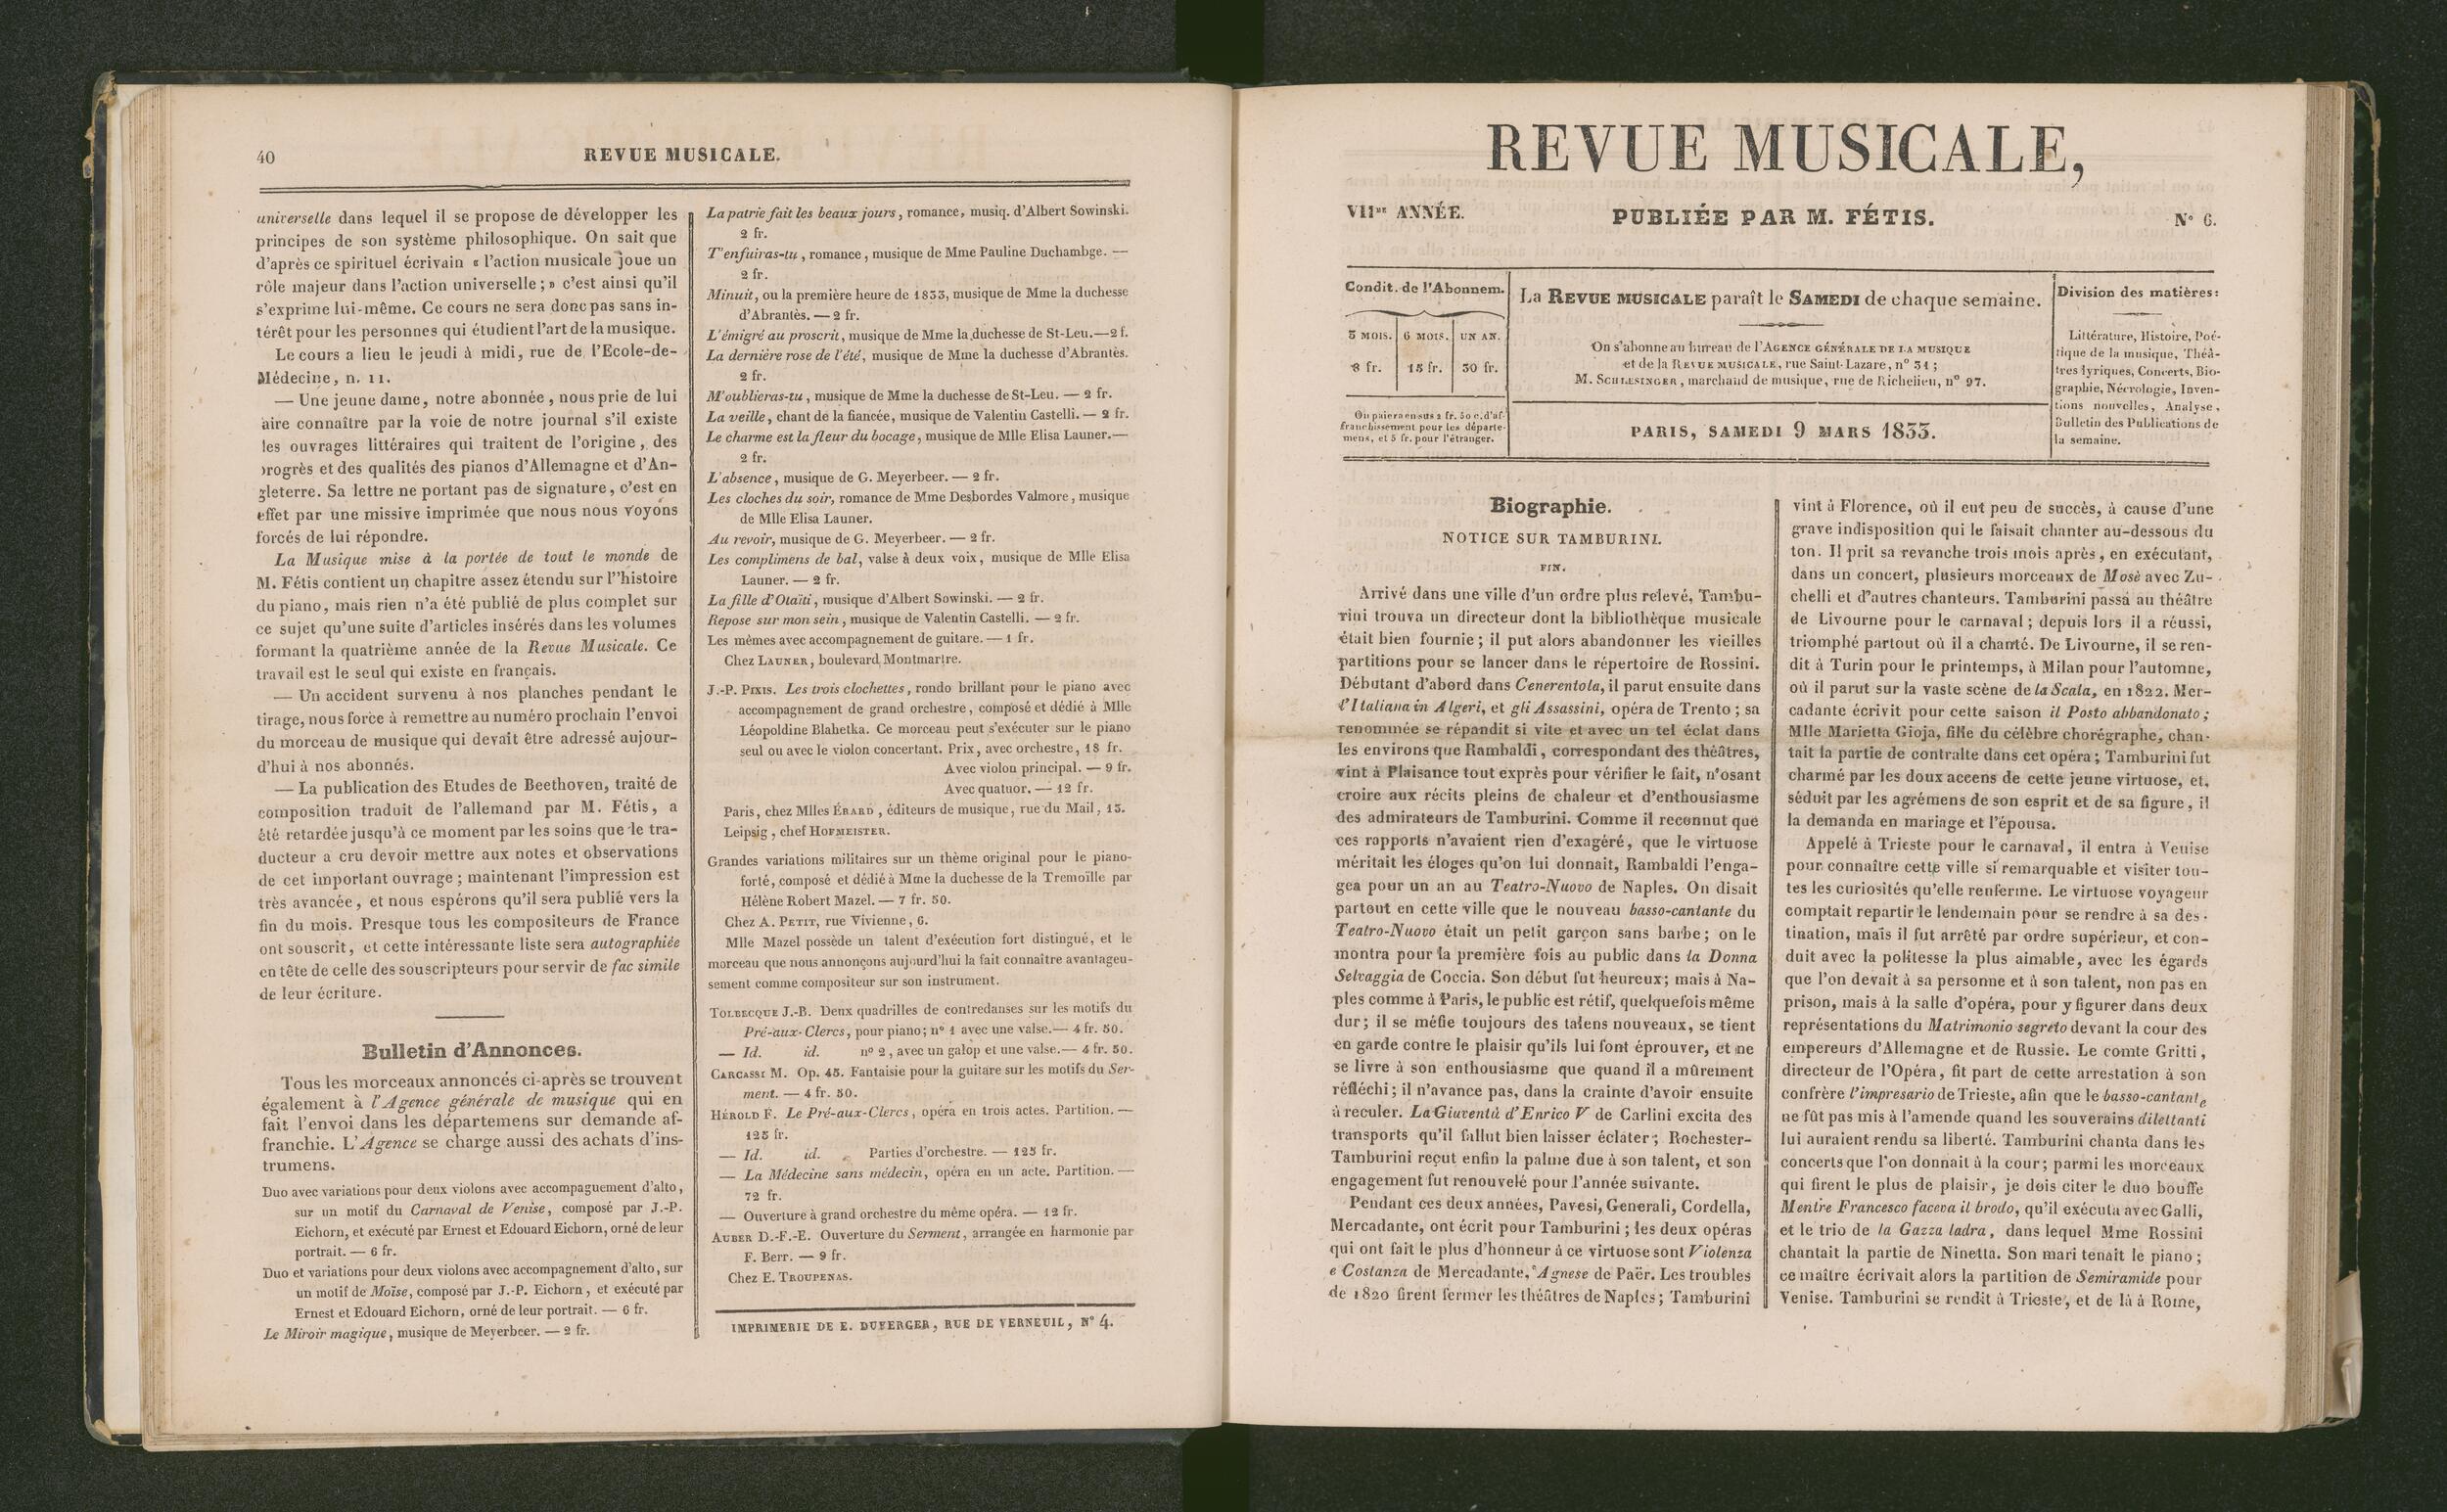 40
REVUE MUSICALE.
universelle dans lequel il se propose de développer les
principes de son système philosophique. On sait que
d'après ce spirituel écrivain « l'action musicale joue un
rôle majeur dans l'action universelle ; » c'est ainsi qu'il
s'exprime lui-même. Ce cours ne sera donc pas sans in-
térêt pour les personnes qui étudient l'art de la musique.
Le cours a lieu le jeudi à midi, rue de l'Ecole-de-
Médecine, n. 11.
— Une jeune dame, notre abonnée, nous prie de lui
aire connaître par la voie de notre journal s'il existe
les ouvrages littéraires qui traitent de l'origine, des
rogrès et des qualités des pianos d'Allemagne et d'An-
gleterre. Sa lettre ne portant pas de signature, c'est en
effet par une missive imprimée que nous nous voyons
forcés de lui répondre.
La Musique mise à la portée de tout le monde de
M. Fétis contient un chapitre assez étendu sur l''histoire
du piano, mais rien n'a été publié de plus complet sur
ce sujet qu'une suite d'articles insérés dans les volumes
formant la quatrième année de la Revue Musicale. Ce
travail est le seul qui existe en français.
— Un accident survenu à nos planches pendant le
tirage, nous force à remettre au numéro prochain l'envoi
du morceau de musique qui devait être adressé aujour-
d'hui à nos abonnés.
— La publication des Etudes de Beethoven, traité de
composition traduit de l'allemand par M. Fétis, a
été retardée jusqu'à ce moment par les soins que le tra-
ducteur a cru devoir mettre aux notes et observations
de cet important ouvrage ; maintenant l'impression est
très avancée, et nous espérons qu'il sera publié vers la
fin du mois. Presque tous les compositeurs de France
ont souscrit, et cette intéressante liste sera autographiée
en tête de celle des souscripteurs pour servir de fac simile
de leur écriture.
Bulletin d'Annonces.
Tous les morceaux annoncés ci-après se trouvent
également à l'Agence générale de musique qui en
fait l'envoi dans les départemens sur demande af-
franchie. L'Agence se charge aussi des achats d'ins-
trumens.
Duo avec variations pour deux violons avec accompaguement d'alto,
sur un motif du Carnaval de Venise, composé par J.-P.
Eichorn, et exécuté par Ernest et Edouard Eichorn, orné de leur
portrait. — 6 fr.
Duo et variations pour deux violons avec accompagnement d'alto, sur
un motif de Moïse, composé par J.-P. Eichorn, et exécuté par
Ernest et Edouard Eichorn, orné de leur portrait. — 6 fr.
Le Miroir magique, musique de Meyerbeer. — 2 fr.
La patrie fait les beaux jours, romance, musiq. d'Albert Sowinski.
2 fr.
T'enfuiras-tu, romance, musique de Mme Pauline Duchambge. —
2 fr.
Minuit, ou la première heure de 1833, musique de Mme la duchesse
d'Abrantès. — 2 fr.
L'émigré au proscrit, musique de Mme la duchesse de St-Leu.—2 f.
La dernière rose de l'été, musique de Mme la duchesse d'Abrantès.
2 fr.
M'oublieras-tu, musique de Mme la duchesse de St-Leu. — 2 fr.
La veille, chant de la fiancée, musique de Valentin Castelli. — 2 fr.
Le charme est la fleur du bocage, musique de Mlle Elisa Launer.—
2 fr.
L'absence, musique de G. Meyerbeer. — 2 fr.
Les cloches du soir, romance de Mme Desbordes Valmore, musique
de Mlle Elisa Launer.
Au revoir, musique de G. Meyerbeer. — 2 fr.
Les complimens de bal, valse à deux voix, musique de Mlle Elisa
Launer. — 2 fr.
La fille d'Otaïti, musique d'Albert Sowinski. — 2 fr.
Repose sur mon sein, musique de Valentin Castelli. — 2 fr.
Les mêmes avec accompagnement de guitare. — 1 fr.
Chez LAUNER, boulevard Montmartre.
J.-P. PIXIS. Les trois clochettes, rondo brillant pour le piano avec
accompagnement de grand orchestre, composé et dédié à Mlle
Léopoldine Blahetka. Ce morceau peut s'exécuter sur le piano
seul ou avec le violon concertant. Prix, avec orchestre, 18 fr.
Avec violon principal. — 9 fr.
Avec quatuor. — 12 fr.
Paris, chez Mlles ÉRARD, éditeurs de musique, rue du Mail, 13.
Leipsig, chef HOFMEISTER.
Grandes variations militaires sur un thème original pour le piano-
forté, composé et dédié à Mme la duchesse de la Tremoïlle par
Hélène Robert Mazel. — 7 fr. 50.
Chez A. PETIT, rue Vivienne, 6.
Mlle Mazel possède un talent d'exécution fort distingué, et le
morceau que nous annonçons aujourd'hui la fait connaître avantageu-
sement comme compositeur sur son instrument.
TOLBECQUE J.-B. Deux quadrilles de contredanses sur les motifs du
Pré-aux-Clercs, pour piano ; n° 1 avec une valse.— 4 fr. 50.
— Id. id. n° 2, avec un galop et une valse.— 4 fr. 50.
CARCASSI M. Op. 45. Fantaisie pour la guitare sur les motifs du Ser-
ment. — 4 fr. 50.
HÉROLD F. Le Pré-aux-Clercs, opéra en trois actes. Partition. —
125 fr.
— Id. id. Parties d'orchestre. — 125 fr.
— La Médecine sans médecin, opéra en un acte. Partition. —
72 fr.
— Ouverture à grand orchestre du même opéra. — 12 fr.
AUBER D.-F.-E. Ouverture du Serment, arrangée en harmonie par
F. Berr. — 9 fr.
Chez E. TROUPENAS.
IMPRIMERIE DE E. DUVERGER, RUE DE VERNEUIL, N° 4.
REVUE MUSICALE,
VIIme ANNÉE.
PUBLIÉE PAR M. FÉTIS.
N° 6.
Condit. de l'Abonnem.
3 MOIS. 6 MOIS. UN AN.
8 fr. 15 fr. 30 fr.
On paiera en sus 2 fr. 50 c. d'af-
franchissement pour les départe-
mens, et 5 fr. pour l'étranger.
La REVUE MUSICALE paraît le SAMEDI de chaque semaine.
On s'abonne au bureau de l'AGENCE GÉNÉRALE DE LA MUSIQUE
et de la REVUE MUSICALE, rue Saint-Lazare, n° 31 ;
M. SCHLESINGER, marchand de musique, rue de Richelieu, n° 97.
PARIS, SAMEDI 9 MARS 1833.
Division des matières:
Littérature, Histoire, Poé-
tique de la musique, Théâ-
tres lyriques, Concerts, Bio-
graphie, Nécrologie, Inven-
tions nouvelles, Analyse,
Bulletin des Publications de
la semaine.
Biographie.
NOTICE SUR TAMBURINI.
FIN.
Arrivé dans une ville d'un ordre plus relevé, Tambu-
rini trouva un directeur dont la bibliothèque musicale
était bien fournie ; il put alors abandonner les vieilles
partitions pour se lancer dans le répertoire de Rossini.
Débutant d'abord dans Cenerentola, il parut ensuite dans
l'Italiana in Algeri, et gli Assassini, opéra de Trento ; sa
renommée se répandit si vite et avec un tel éclat dans
les environs que Rambaldi, correspondant des théâtres,
vint à Plaisance tout exprès pour vérifier le fait, n'osant
croire aux récits pleins de chaleur et d'enthousiasme
des admirateurs de Tamburini. Comme il reconnut que
ces rapports n'avaient rien d'exagéré, que le virtuose
méritait les éloges qu'on lui donnait, Rambaldi l'enga-
gea pour un an au Teatro-Nuovo de Naples. On disait
partout en cette ville que le nouveau basso-cantante du
Teatro-Nuovo était un petit garçon sans barbe ; on le
montra pour la première fois au public dans la Donna
Selvaggia de Coccia. Son début fut heureux ; mais à Na-
ples comme à Paris, le public est rétif, quelquefois même
dur ; il se méfie toujours des talens nouveaux, se tient
en garde contre le plaisir qu'ils lui font éprouver, et ne
se livre à son enthousiasme que quand il a mûrement
réfléchi ; il n'avance pas, dans la crainte d'avoir ensuite
à reculer. La Giuventù d'Enrico V de Carlini excita des
transports qu'il fallut bien laisser éclater ; Rochester-
Tamburini reçut enfin la palme due à son talent, et son
engagement fut renouvelé pour l'année suivante.
Pendant ces deux années, Pavesi, Generali, Cordella,
Mercadante, ont écrit pour Tamburini ; les deux opéras
qui ont fait le plus d'honneur à ce virtuose sont Violenza
e Costanza de Mercadante, Agnese de Paër. Les troubles
de 1820 firent fermer les théâtres de Naples ; Tamburini
vint à Florence, où il eut peu de succès, à cause d'une
grave indisposition qui le faisait chanter au-dessous du
ton. Il prit sa revanche trois mois après, en exécutant,
dans un concert, plusieurs morceaux de Mosè avec Zu-
chelli et d'autres chanteurs. Tamburini passa au théâtre
de Livourne pour le carnaval ; depuis lors il a réussi,
triomphé partout où il a chanté. De Livourne, il se ren-
dit à Turin pour le printemps, à Milan pour l'automne,
où il parut sur la vaste scène de la Scala, en 1822. Mer-
cadante écrivit pour cette saison il Posto abbandonato ;
Mlle Marietta Gioja, fille du célèbre chorégraphe, chan-
tait la partie de contralte dans cet opéra ; Tamburini fut
charmé par les doux accens de cette jeune virtuose, et,
séduit par les agrémens de son esprit et de sa figure, il
la demanda en mariage et l'épousa.
Appelé à Trieste pour le carnaval, il entra à Venise
pour connaître cette ville si remarquable et visiter tou-
tes les curiosités qu'elle renferme. Le virtuose voyageur
comptait repartir le lendemain pour se rendre à sa des-
tination, mais il fut arrêté par ordre supérieur, et con-
duit avec la politesse la plus aimable, avec les égards
que l'on devait à sa personne et à son talent, non pas en
prison, mais à la salle d'opéra, pour y figurer dans deux
représentations du Matrimonio segreto devant la cour des
empereurs d'Allemagne et de Russie. Le comte Gritti,
directeur de l'Opéra, fit part de cette arrestation à son
confrère l'impresario de Trieste, afin que le basso-cantante
ne fût pas mis à l'amende quand les souverains dilettanti
lui auraient rendu sa liberté. Tamburini chanta dans les
concerts que l'on donnait à la cour ; parmi les morceaux
qui firent le plus de plaisir, je dois citer le duo bouffe
Mentre Francesco faceva il brodo, qu'il exécuta avec Galli,
et le trio de la Gazza ladra, dans lequel Mme Rossini
chantait la partie de Ninetta. Son mari tenait le piano ;
ce maître écrivait alors la partition de Semiramide pour
Venise. Tamburini se rendit à Trieste, et de là à Rome,